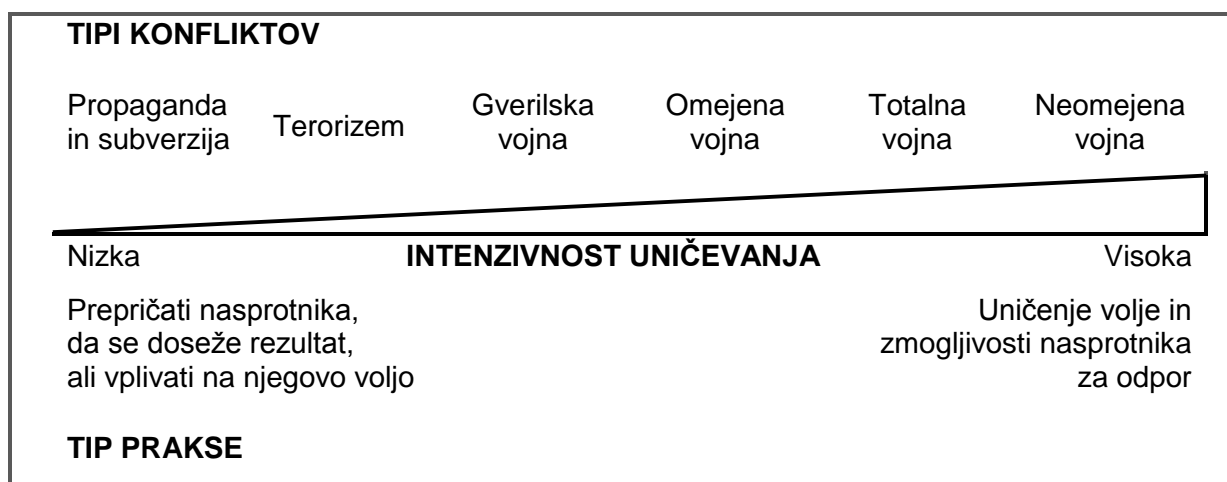 TIPI KONFLIKTOV
Propaganda
in subverzija
Terorizem
Gverilska
vojna
Omejena
vojna
Totalna
vojna
Neomejena
vojna
Nizka
INTENZIVNOST UNIČEVANJA
Visoka
Prepričati nasprotnika,
da se doseže rezultat,
ali vplivati na njegovo voljo
Uničenje volje in
zmogljivosti nasprotnika
za odpor
TIP PRAKSE